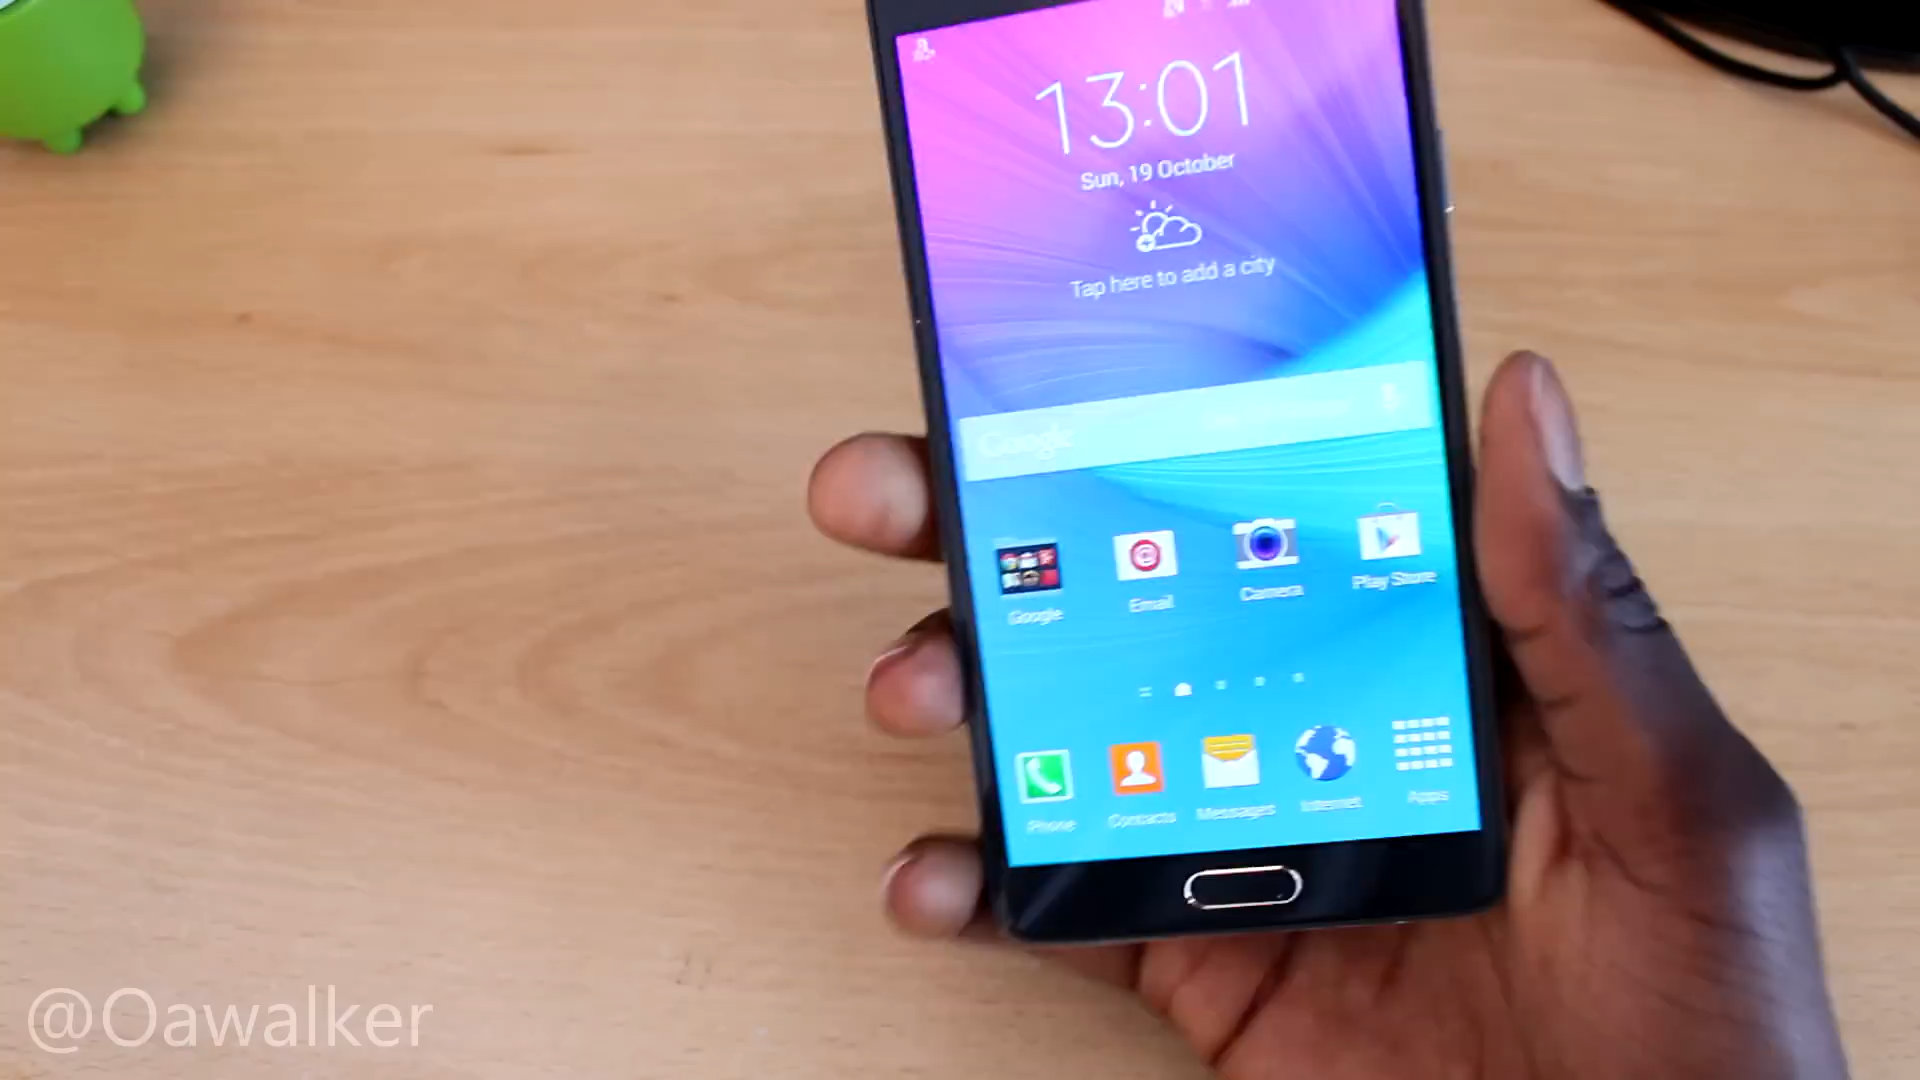 13:01
Sun, 19 October
Tap here to add a city
Google
Google
Email
Camera
Play Store
Phone
Contacts
Messages
Internet
Apps
@Oawalker